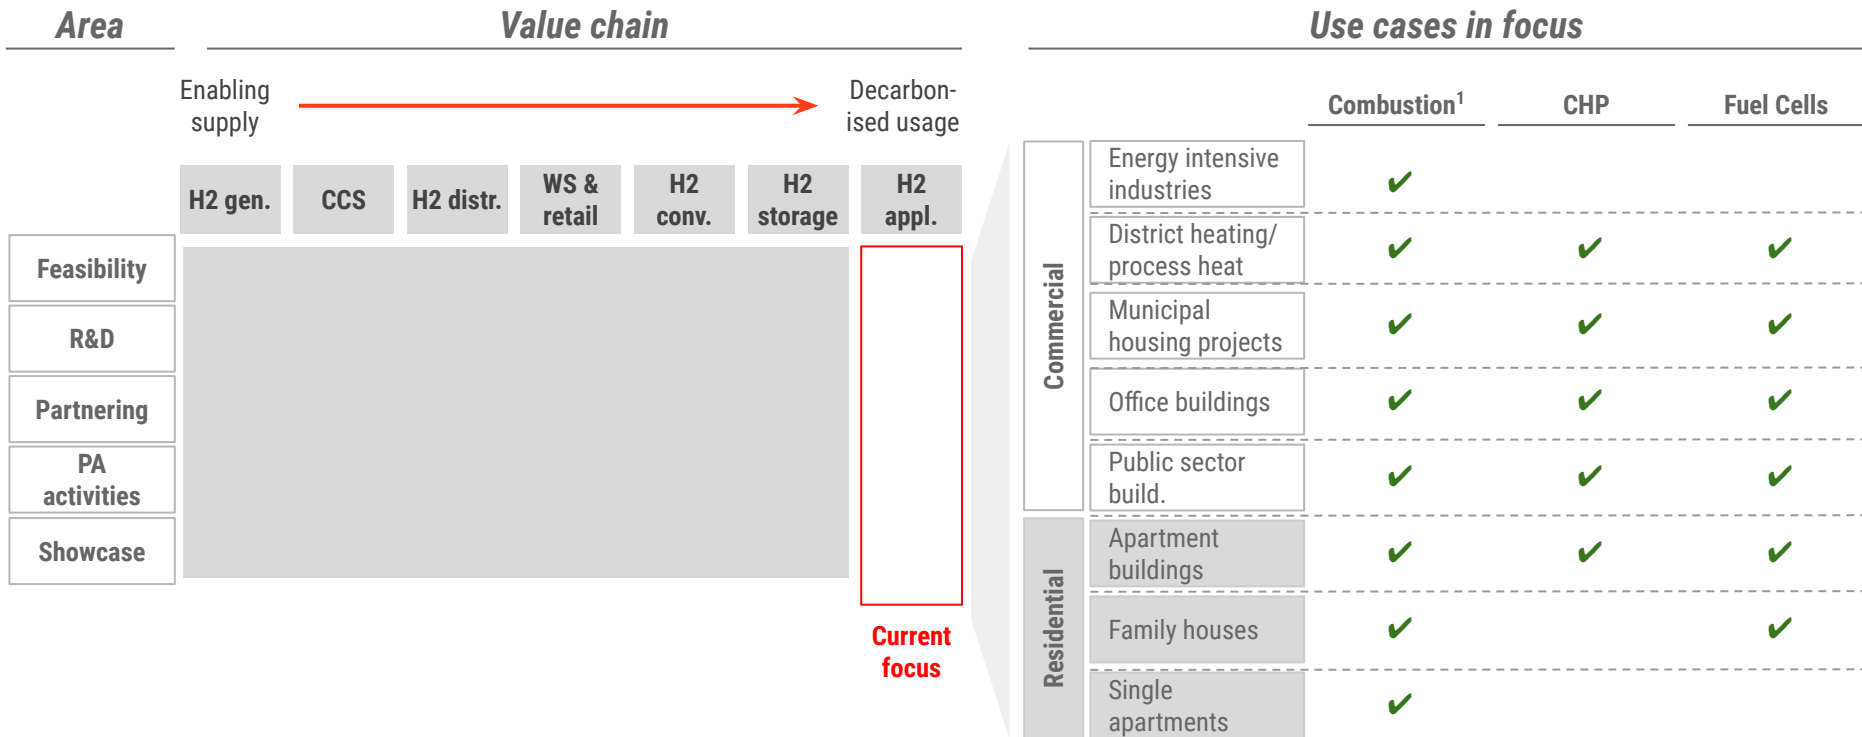 Area
Value chain
Use cases in focus
Enabling
supply
Decarbon-
ised usage
H2 gen.
CCS
H2 distr.
WS &
retail
H2
conv.
H2
storage
H2
appl.
Feasibility
R&D
Partnering
PA
activities
Showcase
Current
focus
Combustion¹
CHP
Fuel Cells
Commercial
Energy intensive
industries
✔
District heating/
process heat
✔ ✔ ✔
Municipal
housing projects
✔ ✔ ✔
Office buildings
✔ ✔ ✔
Public sector
build.
✔ ✔ ✔
Residential
Apartment
buildings
✔ ✔ ✔
Family houses
✔ ✔
Single
apartments
✔